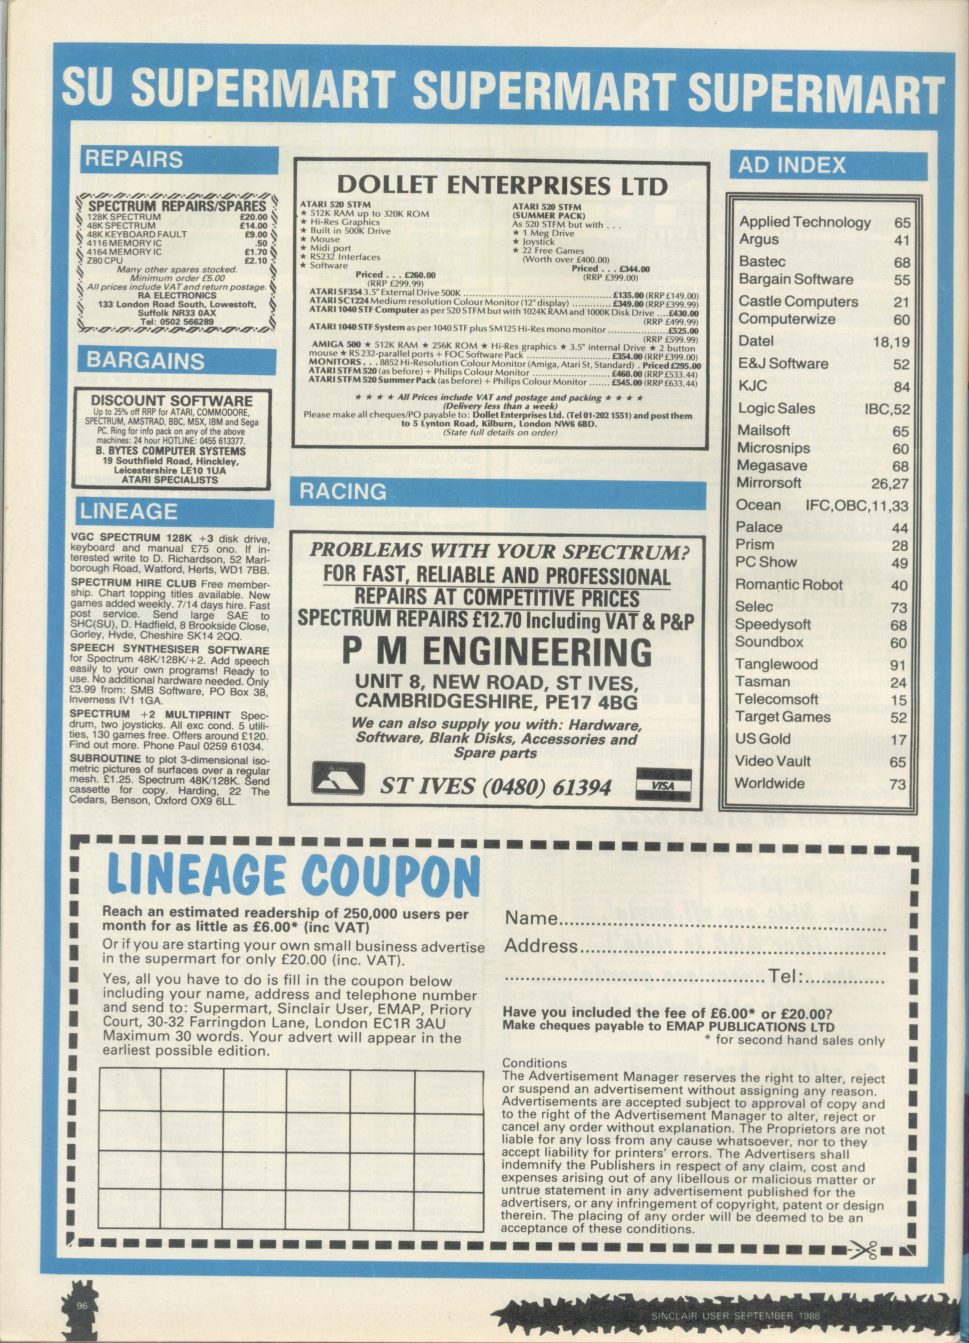 SU SUPERMART SUPERMART SUPERMART
REPAIRS
SPECTRUM REPAIRS/SPARES
128K SPECTRUM £20.00
48K SPECTRUM £14.00
48K KEYBOARD FAULT £9.00
4116 MEMORY IC .50
4164 MEMORY IC £1.70
Z80 CPU £2.10
Many other spares stocked.
Minimum order £5.00
All prices include VAT and return postage.
RA ELECTRONICS
133 London Road South, Lowestoft,
Suffolk NR33 0AX
Tel: 0502 566289
BARGAINS
DISCOUNT SOFTWARE
Up to 25% off RRP for ATARI, COMMODORE,
SPECTRUM, AMSTRAD, BBC, MSX, IBM and Sega
PC. Ring for info pack on any of the above
machines: 24 hour HOTLINE: 0455 613377.
B. BYTES COMPUTER SYSTEMS
19 Southfield Road, Hinckley,
Leicestershire LE10 1UA
ATARI SPECIALISTS
LINEAGE
VGC SPECTRUM 128K +3 disk drive,
keyboard and manual £75 ono. If in-
terested write to D. Richardson, 52 Marl-
borough Road, Watford, Herts, WD1 7BB.
SPECTRUM HIRE CLUB Free member-
ship. Chart topping titles available. New
games added weekly. 7/14 days hire. Fast
post service. Send large SAE to
SHC(SU), D. Hadfield, 8 Brookside Close,
Gorley, Hyde, Cheshire SK14 2QQ.
SPEECH SYNTHESISER SOFTWARE
for Spectrum 48K/128K/+2. Add speech
easily to your own programs! Ready to
use. No additional hardware needed. Only
£3.99 from: SMB Software, PO Box 38,
Inverness IV1 1GA.
SPECTRUM +2 MULTIPRINT Spec-
drum, two joysticks. All exc cond. 5 utili-
ties, 130 games free. Offers around £120.
Find out more. Phone Paul 0259 61034.
SUBROUTINE to plot 3-dimensional iso-
metric pictures of surfaces over a regular
mesh. £1.25. Spectrum 48K/128K. Send
cassette for copy. Harding, 22 The
Cedars, Benson, Oxford OX9 6LL.
DOLLET ENTERPRISES LTD
ATARI 520 STFM
★ 512K RAM up to 320K ROM
★ Hi-Res Graphics
★ Built in 500K Drive
★ Mouse
★ Midi port
★ RS232 Interfaces
★ Software
Priced . . . £260.00
(RRP £299.99)
ATARI 520 STFM
(SUMMER PACK)
As 520 STFM but with . . .
★ 1 Meg Drive
★ Joystick
★ 22 Free Games
(Worth over £400.00)
Priced . . . £344.00
(RRP £399.00)
ATARI SF354 3.5" External Drive 500K £135.00 (RRP £149.00)
ATARI SC1224 Medium resolution Colour Monitor (12" display) £349.00 (RRP £399.99)
ATARI 1040 STF Computer as per 520 STFM but with 1024K RAM and 1000K Disk Drive .... £430.00
(RRP £499.99)
ATARI 1040 STF System as per 1040 STF plus SM125 Hi-Res mono monitor £525.00
(RRP £599.99)
AMIGA 500 ★ 512K RAM ★ 256K ROM ★ Hi-Res graphics ★ 3.5" internal Drive ★ 2 button
mouse ★ RS 232-parallel ports + FOC Software Pack £354.00 (RRP £399.00)
MONITORS . . . 8852 Hi-Resolution Colour Monitor (Amiga, Atari St, Standard) . Priced £295.00
ATARI STFM 520 (as before) + Philips Colour Monitor £460.00 (RRP £533.44)
ATARI STFM 520 Summer Pack (as before) + Philips Colour Monitor £545.00 (RRP £633.44)
★ ★ ★ ★ All Prices include VAT and postage and packing ★ ★ ★ ★
(Delivery less than a week)
Please make all cheques/PO payable to: Dollet Enterprises Ltd. (Tel 01-202 1551) and post them
to 5 Lynton Road, Kilburn, London NW6 6BD.
(State full details on order)
RACING
PROBLEMS WITH YOUR SPECTRUM?
FOR FAST, RELIABLE AND PROFESSIONAL
REPAIRS AT COMPETITIVE PRICES
SPECTRUM REPAIRS £12.70 Including VAT & P&P
P M ENGINEERING
UNIT 8, NEW ROAD, ST IVES,
CAMBRIDGESHIRE, PE17 4BG
We can also supply you with: Hardware,
Software, Blank Disks, Accessories and
Spare parts
ST IVES (0480) 61394
VISA
AD INDEX
Applied Technology 65
Argus 41
Bastec 68
Bargain Software 55
Castle Computers 21
Computerwize 60
Datel 18,19
E&J Software 52
KJC 84
Logic Sales IBC,52
Mailsoft 65
Microsnips 60
Megasave 68
Mirrorsoft 26,27
Ocean IFC,OBC,11,33
Palace 44
Prism 28
PC Show 49
Romantic Robot 40
Selec 73
Speedysoft 68
Soundbox 60
Tanglewood 91
Tasman 24
Telecomsoft 15
Target Games 52
US Gold 17
Video Vault 65
Worldwide 73
LINEAGE COUPON
Reach an estimated readership of 250,000 users per
month for as little as £6.00* (inc VAT)
Or if you are starting your own small business advertise
in the supermart for only £20.00 (inc. VAT).
Yes, all you have to do is fill in the coupon below
including your name, address and telephone number
and send to: Supermart, Sinclair User, EMAP, Priory
Court, 30-32 Farringdon Lane, London EC1R 3AU
Maximum 30 words. Your advert will appear in the
earliest possible edition.
Name
Address
Tel:
Have you included the fee of £6.00* or £20.00?
Make cheques payable to EMAP PUBLICATIONS LTD
* for second hand sales only
Conditions
The Advertisement Manager reserves the right to alter, reject
or suspend an advertisement without assigning any reason.
Advertisements are accepted subject to approval of copy and
to the right of the Advertisement Manager to alter, reject or
cancel any order without explanation. The Proprietors are not
liable for any loss from any cause whatsoever, nor to they
accept liability for printers' errors. The Advertisers shall
indemnify the Publishers in respect of any claim, cost and
expenses arising out of any libellous or malicious matter or
untrue statement in any advertisement published for the
advertisers, or any infringement of copyright, patent or design
therein. The placing of any order will be deemed to be an
acceptance of these conditions.
96
SINCLAIR USER SEPTEMBER 1988